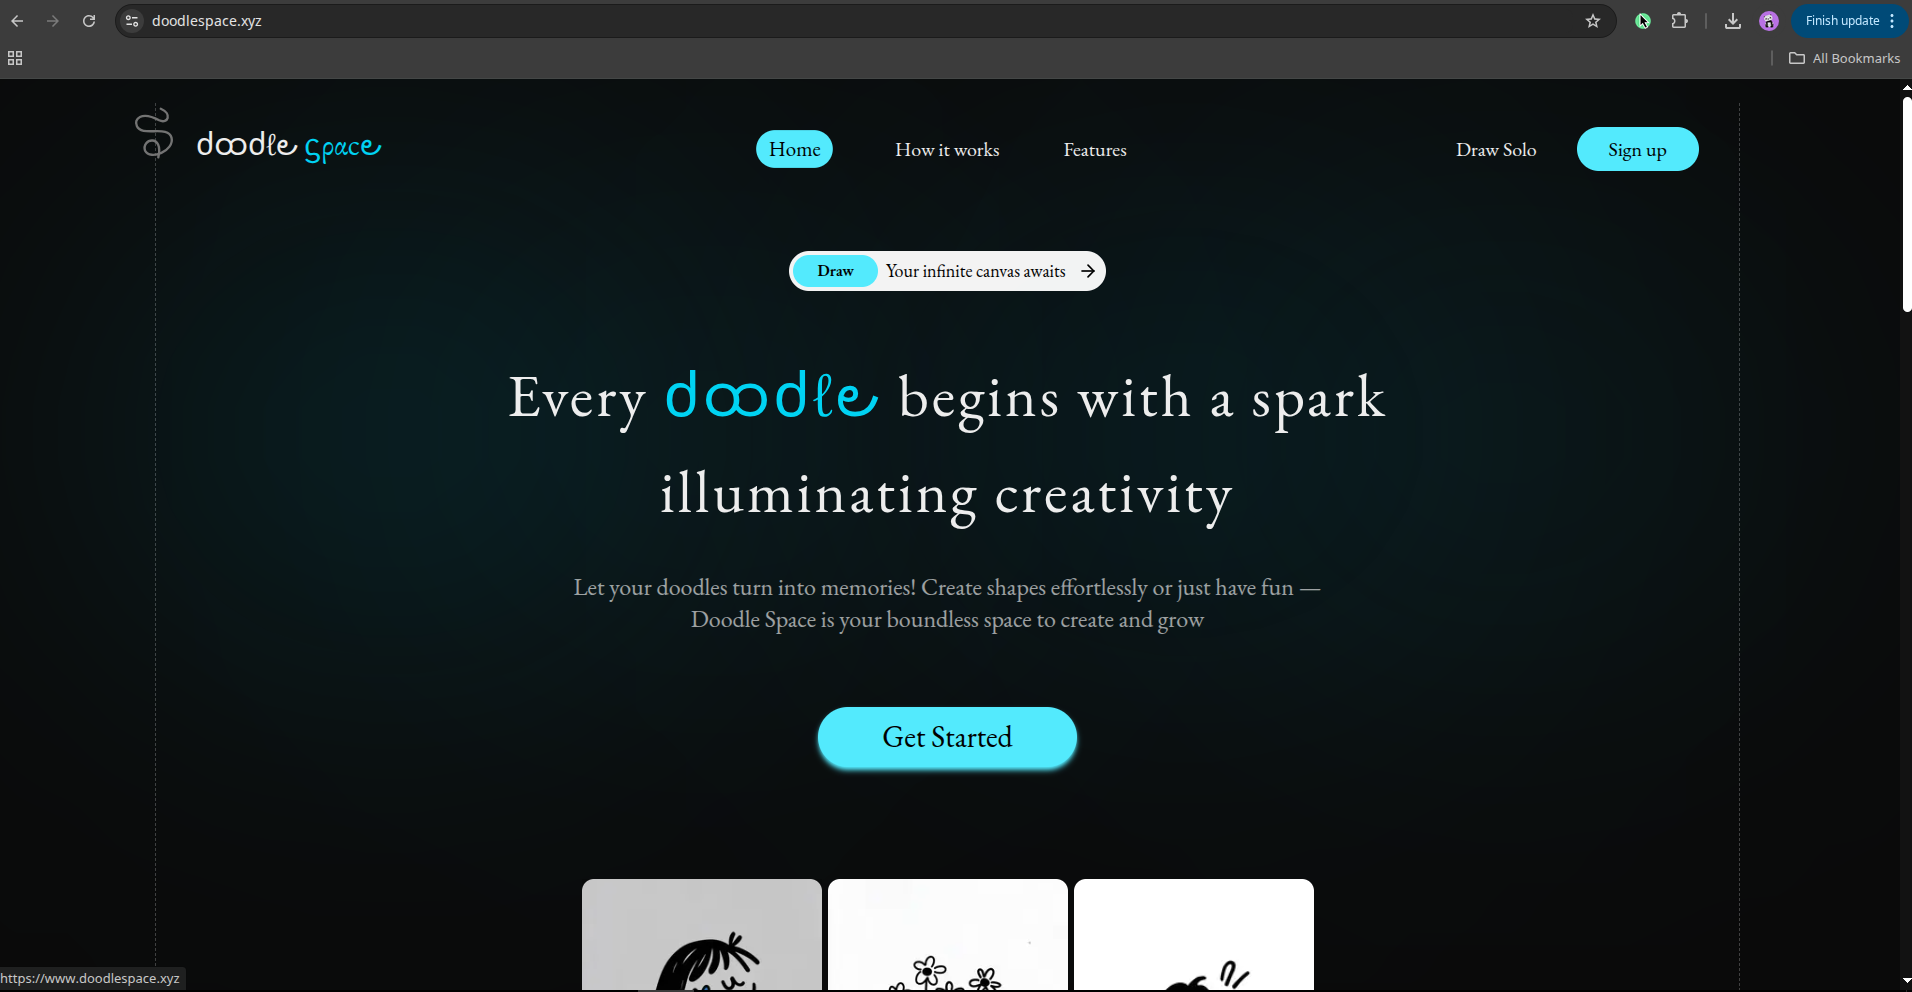 doodlespace.xyz
Finish update
All Bookmarks
doodle space
Home
How it works
Features
Draw Solo
Sign up
Draw
Your infinite canvas awaits
Every doodle begins with a spark
illuminating creativity
Let your doodles turn into memories! Create shapes effortlessly or just have fun —
Doodle Space is your boundless space to create and grow
Get Started
https://www.doodlespace.xyz